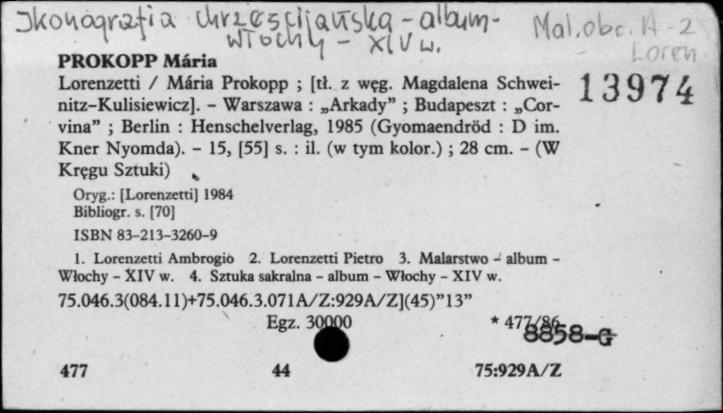 Ikonografia chrześcijańska - album -
Włochy - XIV w.
Mal.obc. A-2
Loren
PROKOPP Mária
13974
Lorenzetti / Mária Prokopp ; [tł. z węg. Magdalena Schwei-
nitz-Kulisiewicz]. - Warszawa : „Arkady” ; Budapeszt : „Cor-
vina” ; Berlin : Henschelverlag, 1985 (Gyomaendröd : D im.
Kner Nyomda). - 15, [55] s. : il. (w tym kolor.) ; 28 cm. - (W
Kręgu Sztuki)
Oryg.: [Lorenzetti] 1984
Bibliogr. s. [70]
ISBN 83-213-3260-9
1. Lorenzetti Ambrogio 2. Lorenzetti Pietro 3. Malarstwo - album -
Włochy - XIV w. 4. Sztuka sakralna - album - Włochy - XIV w.
75.046.3(084.11)+75.046.3.071A/Z:929A/Z](45)”13”
Egz. 30000
* 477/86
8858-G
477 44 75:929A/Z